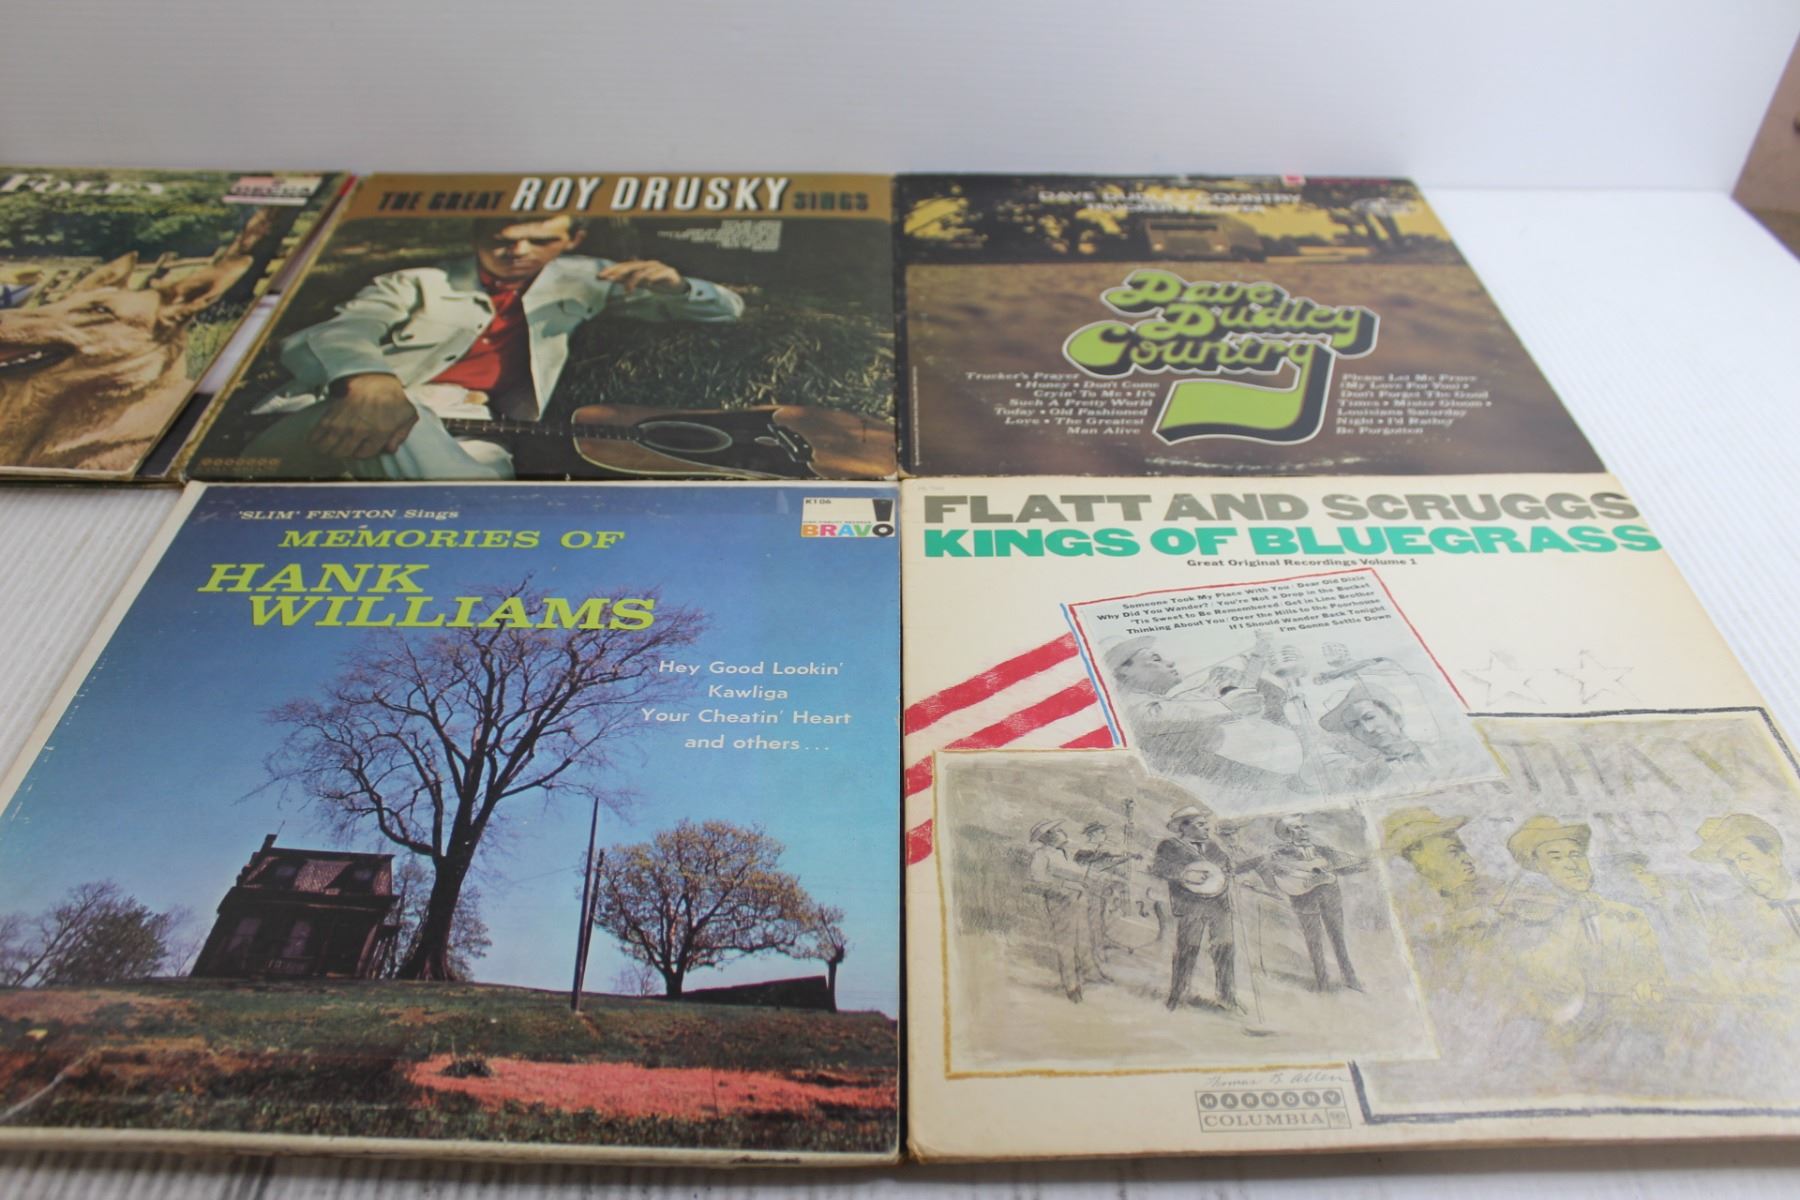 FOLEY
DECCA
THE GREAT ROY DRUSKY SINGS
DAVE DUDLEY COUNTRY
Dave
Dudley
Country
Trucker's Prayer
• Honey • Don't Come
Cryin' To Me • It's
Such A Pretty World
Today • Old Fashioned
Love • The Greatest
Man Alive
Please Let Me Prove
(My Love For You) •
Don't Forget The Good
Times • Mister Gloom •
Louisiana Saturday
Night • I'd Rather
Be Forgotten
'SLIM' FENTON Sings
MEMORIES OF
HANK
WILLIAMS
K106
BRAVO
Hey Good Lookin'
Kawliga
Your Cheatin' Heart
and others...
FLATT AND SCRUGGS
KINGS OF BLUEGRASS
Great Original Recordings Volume 1
Someone Took My Place With You / Dear Old Dixie
Why Did You Wander? / You're Not a Drop in the Bucket
'Tis Sweet to Be Remembered / Get in Line Brother
Thinking About You / Over the Hills to the Poorhouse
If I Should Wander Back Tonight
I'm Gonna Settle Down
Thomas B. Allen
HARMONY
COLUMBIA